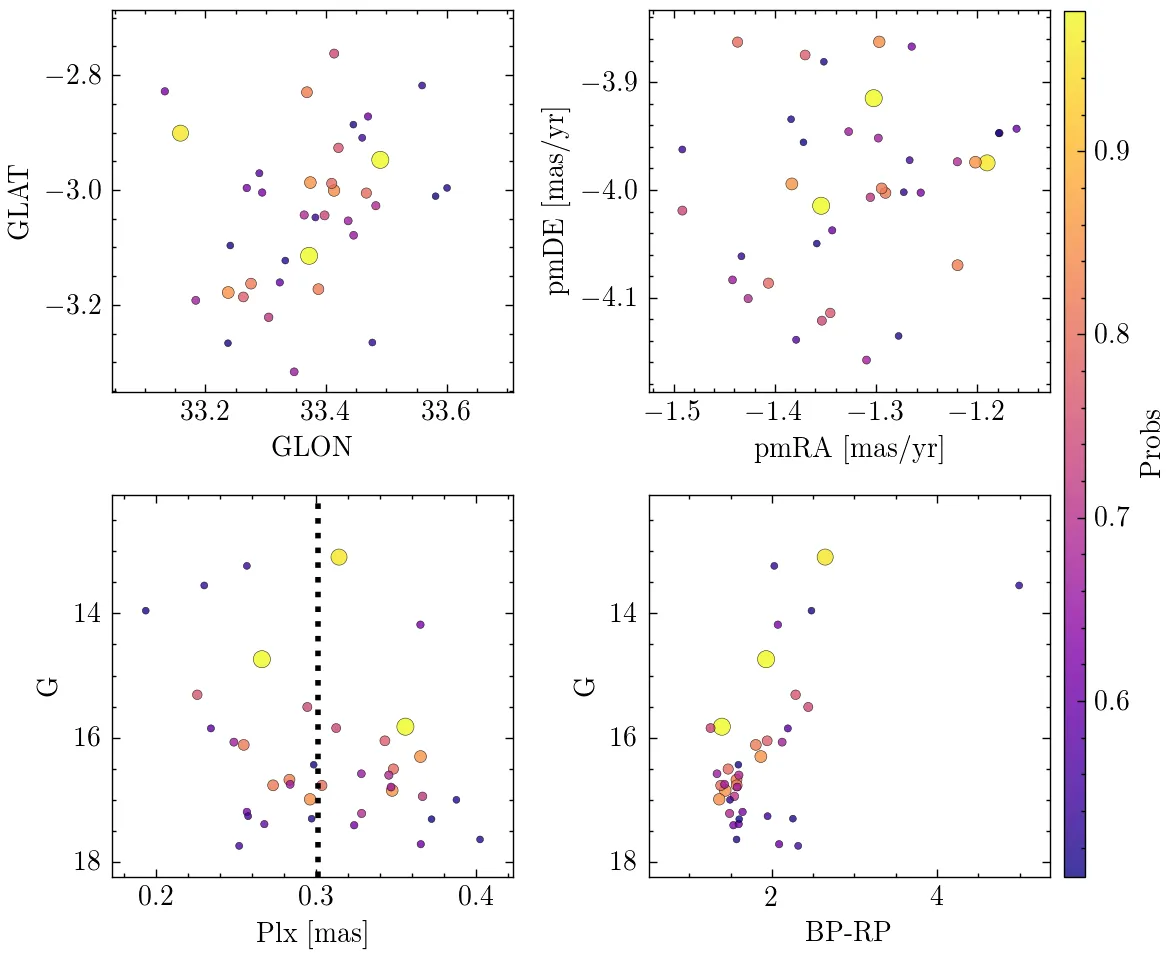 −2.8
−3.0
−3.2
GLAT
33.2 33.4 33.6
GLON
−3.9
−4.0
−4.1
pmDE [mas/yr]
−1.5 −1.4 −1.3 −1.2
pmRA [mas/yr]
14
16
18
G
0.2 0.3 0.4
Plx [mas]
14
16
18
G
2 4
BP-RP
0.9
0.8
0.7
0.6
Probs